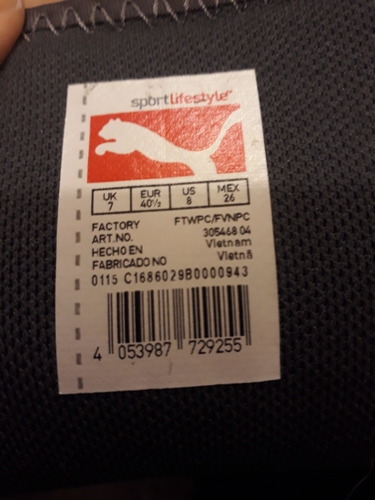 sportlifestyle
UK EUR US MEX
7 40½ 8 26
FACTORY FTWPC/FVNPC
ART.NO. 305468 04
HECHO EN Vietnam
FABRICADO NO Vietnã
0115 C1686029B0000943
4 053987 729255